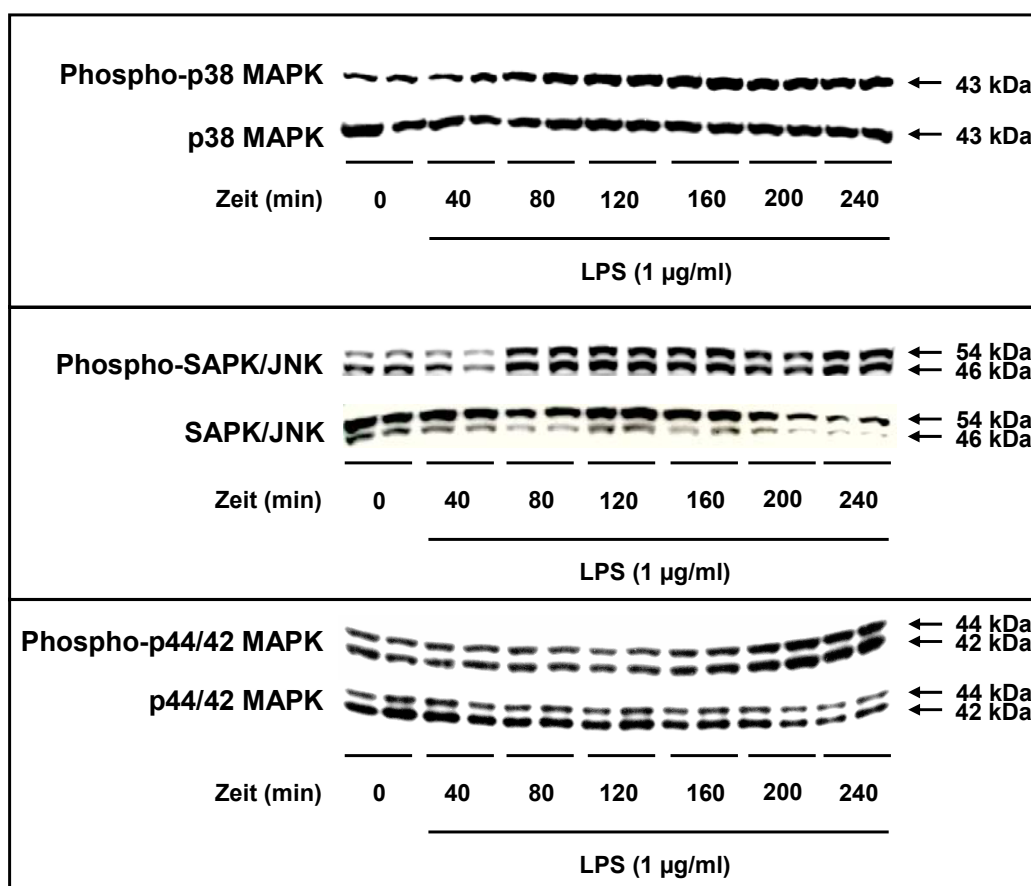 Phospho-p38 MAPK ← 43 kDa
p38 MAPK ← 43 kDa
Zeit (min) 0 40 80 120 160 200 240
LPS (1 µg/ml)
Phospho-SAPK/JNK ← 54 kDa
← 46 kDa
SAPK/JNK ← 54 kDa
← 46 kDa
Zeit (min) 0 40 80 120 160 200 240
LPS (1 µg/ml)
Phospho-p44/42 MAPK ← 44 kDa
← 42 kDa
p44/42 MAPK ← 44 kDa
← 42 kDa
Zeit (min) 0 40 80 120 160 200 240
LPS (1 µg/ml)